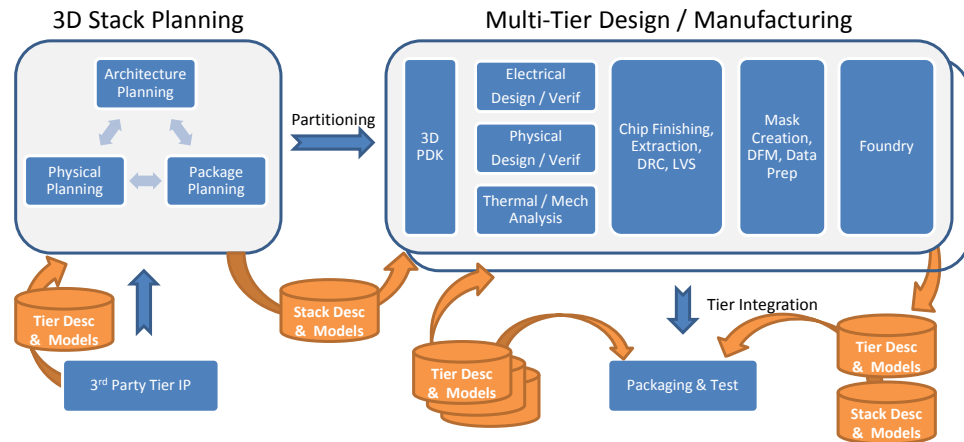 3D Stack Planning
Multi-Tier Design / Manufacturing
Architecture
Planning
Physical
Planning
Package
Planning
Partitioning
3D
PDK
Electrical
Design / Verif
Physical
Design / Verif
Thermal / Mech
Analysis
Chip Finishing,
Extraction,
DRC, LVS
Mask
Creation,
DFM, Data
Prep
Foundry
Tier Desc
& Models
Stack Desc
& Models
Tier Integration
3rd Party Tier IP
Tier Desc
& Models
Packaging & Test
Tier Desc
& Models
Stack Desc
& Models